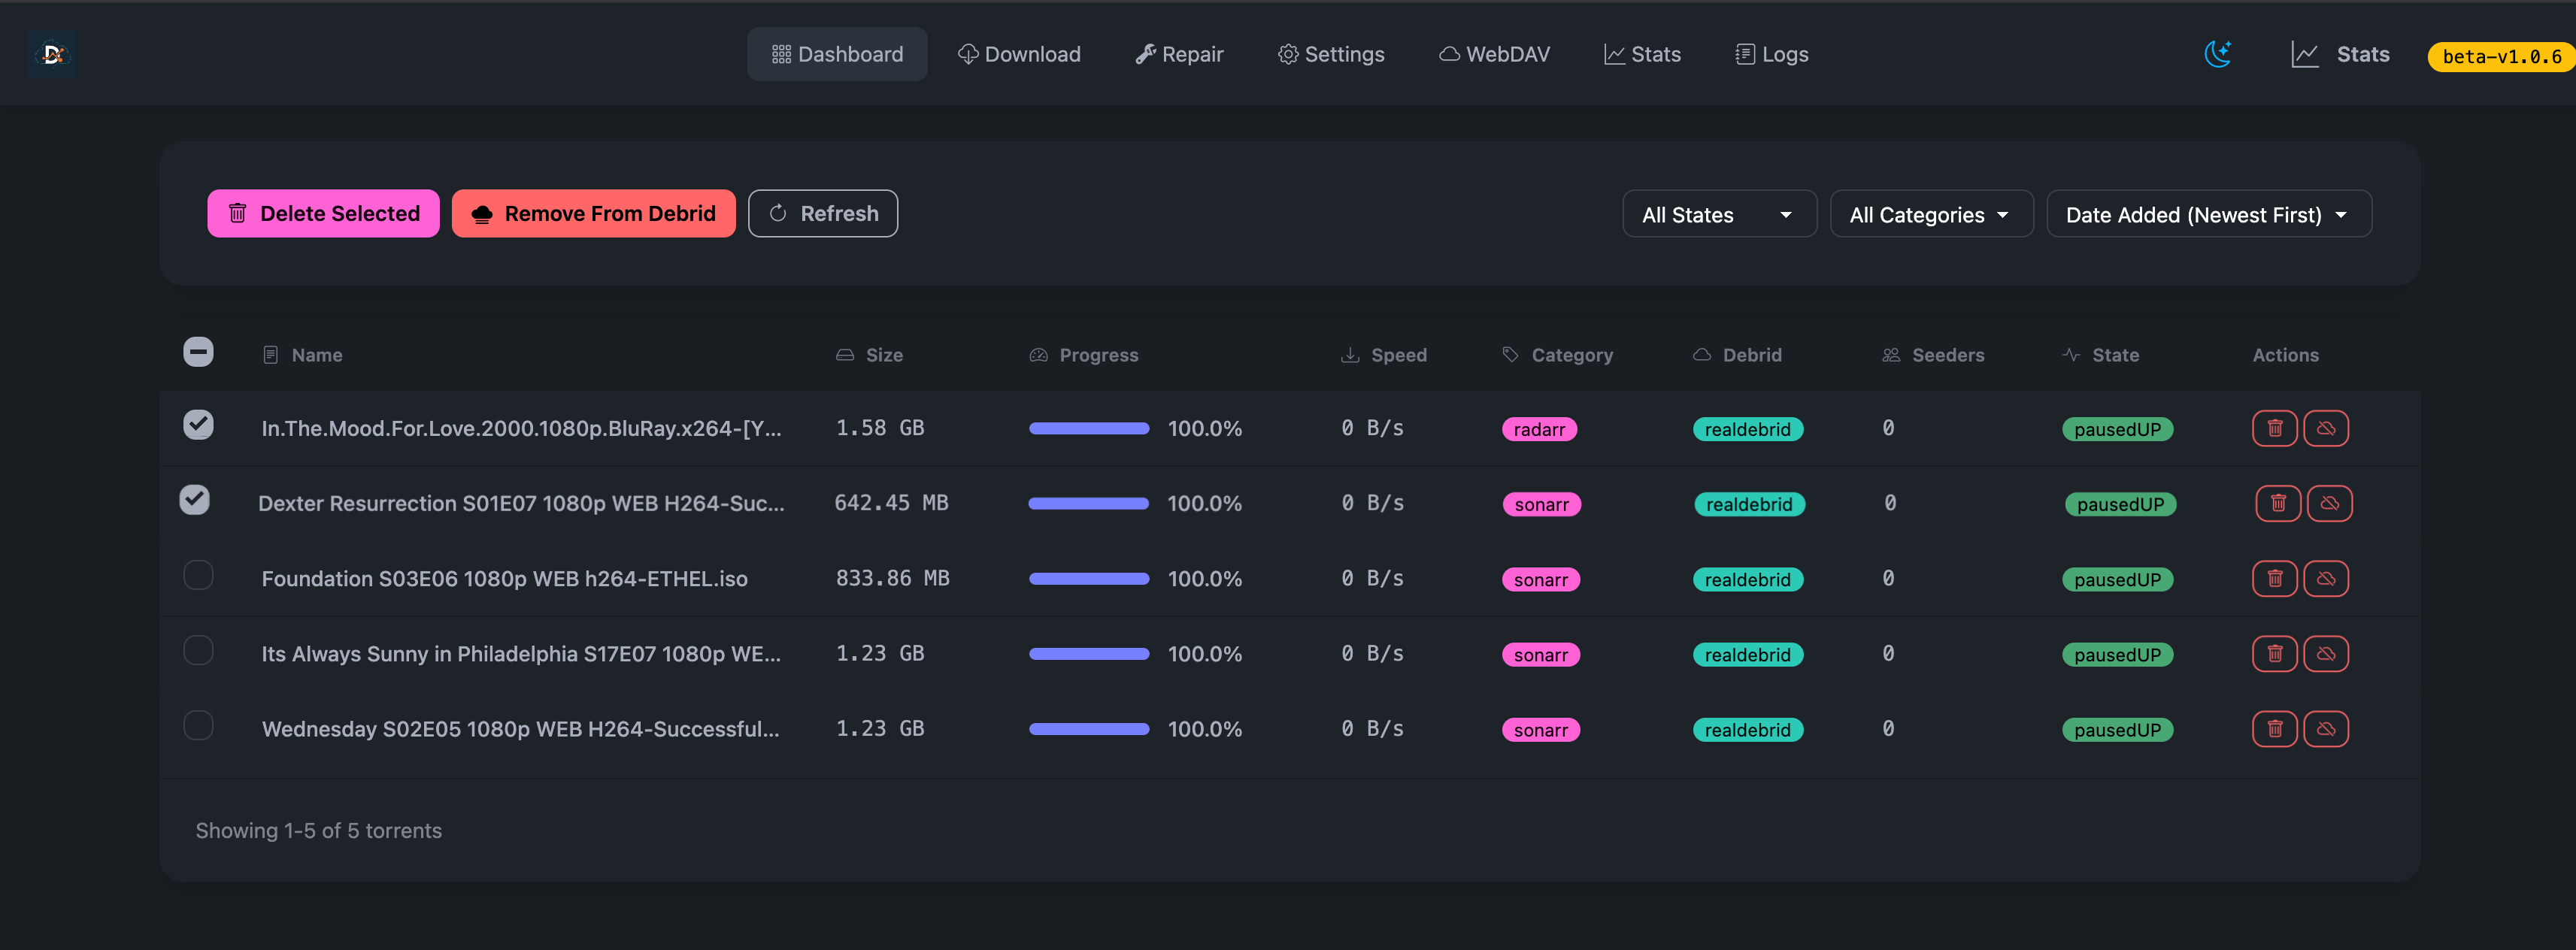 Dashboard Download Repair Settings WebDAV Stats Logs Stats beta-v1.0.6
Delete Selected Remove From Debrid Refresh All States All Categories Date Added (Newest First)
Name Size Progress Speed Category Debrid Seeders State Actions
In.The.Mood.For.Love.2000.1080p.BluRay.x264-[Y... 1.58 GB 100.0% 0 B/s radarr realdebrid 0 pausedUP
Dexter Resurrection S01E07 1080p WEB H264-Suc... 642.45 MB 100.0% 0 B/s sonarr realdebrid 0 pausedUP
Foundation S03E06 1080p WEB h264-ETHEL.iso 833.86 MB 100.0% 0 B/s sonarr realdebrid 0 pausedUP
Its Always Sunny in Philadelphia S17E07 1080p WE... 1.23 GB 100.0% 0 B/s sonarr realdebrid 0 pausedUP
Wednesday S02E05 1080p WEB H264-Successful... 1.23 GB 100.0% 0 B/s sonarr realdebrid 0 pausedUP
Showing 1-5 of 5 torrents